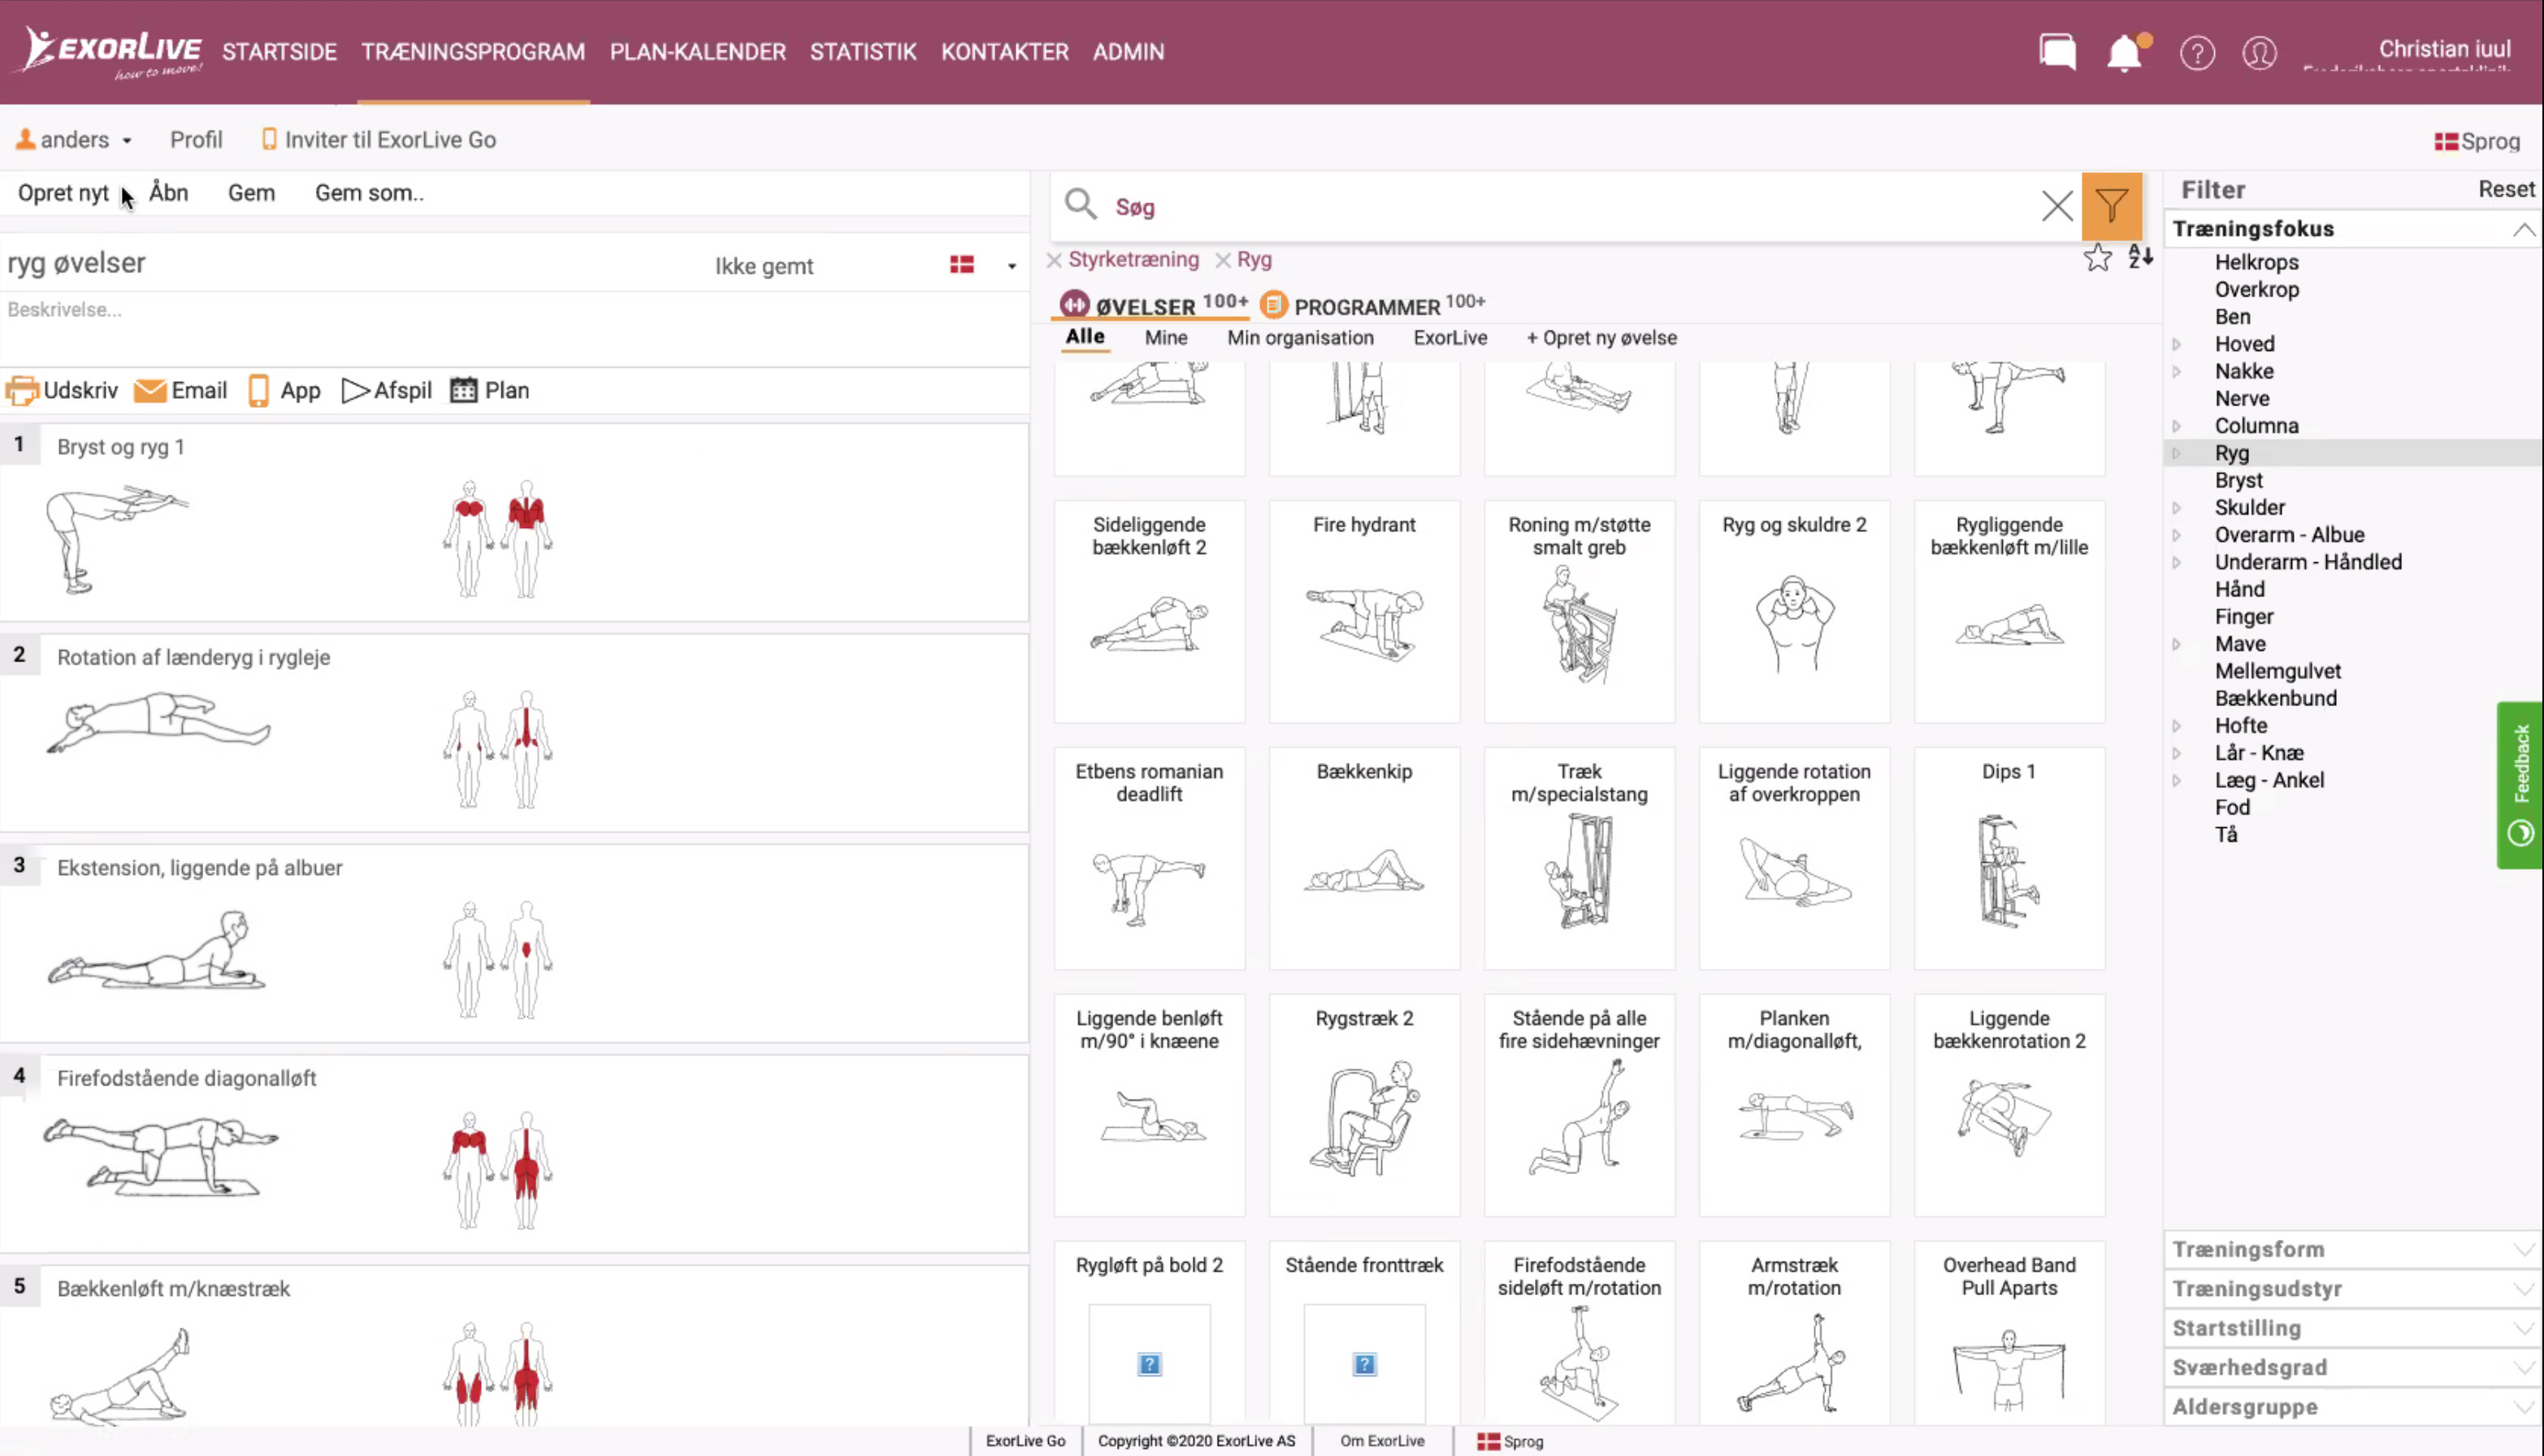 EXORLIVE
how to move!
STARTSIDE TRÆNINGSPROGRAM PLAN-KALENDER STATISTIK KONTAKTER ADMIN
Christian iuul
anders Profil Inviter til ExorLive Go
Sprog
Opret nyt Åbn Gem Gem som..
ryg øvelser Ikke gemt
Beskrivelse...
Udskriv Email App Afspil Plan
1 Bryst og ryg 1
2 Rotation af lænderyg i rygleje
3 Ekstension, liggende på albuer
4 Firefodstående diagonalløft
5 Bækkenløft m/knæstræk
Søg
Styrketræning Ryg
ØVELSER 100+ PROGRAMMER 100+
Alle Mine Min organisation ExorLive + Opret ny øvelse
Sideliggende
bækkenløft 2
Fire hydrant
Roning m/støtte
smalt greb
Ryg og skuldre 2
Rygliggende
bækkenløft m/lille
Etbens romanian
deadlift
Bækkenkip
Træk
m/specialstang
Liggende rotation
af overkroppen
Dips 1
Liggende benløft
m/90° i knæene
Rygstræk 2
Stående på alle
fire sidehævninger
Planken
m/diagonalløft,
Liggende
bækkenrotation 2
Rygløft på bold 2
Stående fronttræk
Firefodstående
sideløft m/rotation
Armstræk
m/rotation
Overhead Band
Pull Aparts
Filter Reset
Træningsfokus
Helkrops
Overkrop
Ben
Hoved
Nakke
Nerve
Columna
Ryg
Bryst
Skulder
Overarm - Albue
Underarm - Håndled
Hånd
Finger
Mave
Mellemgulvet
Bækkenbund
Hofte
Lår - Knæ
Læg - Ankel
Fod
Tå
Feedback
Træningsform
Træningsudstyr
Startstilling
Sværhedsgrad
Aldersgruppe
ExorLive Go Copyright ©2020 ExorLive AS Om ExorLive Sprog